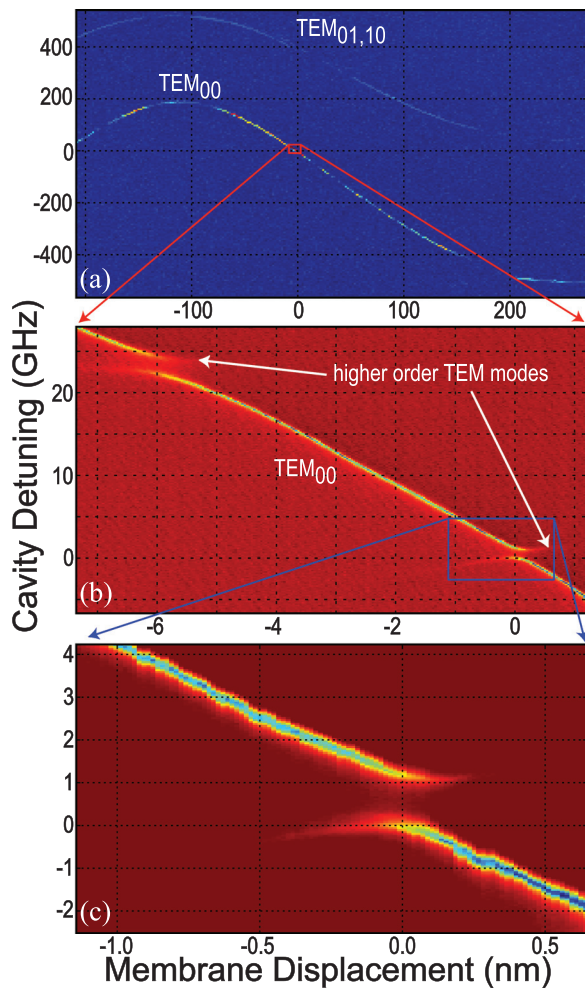 TEM01,10
TEM00
400
200
0
-200
-400
(a)
-100 0 100 200
higher order TEM modes
TEM00
20
10
0
(b)
-6 -4 -2 0
4
3
2
1
0
-1
-2
(c)
-1.0 -0.5 0.0 0.5
Cavity Detuning (GHz)
Membrane Displacement (nm)